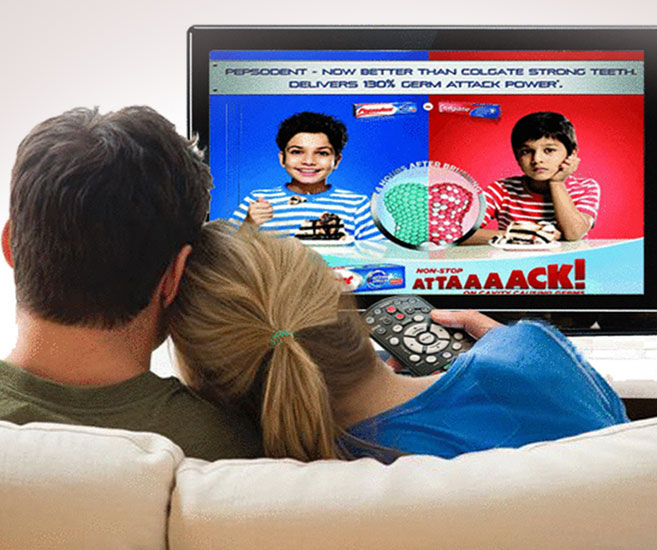 PEPSODENT - NOW BETTER THAN COLGATE STRONG TEETH.
DELIVERS 130% GERM ATTACK POWER*.
Pepsodent Colgate
4 HOURS AFTER BRUSHING
NON-STOP
ATTAAAACK!
ON CAVITY CAUSING GERMS